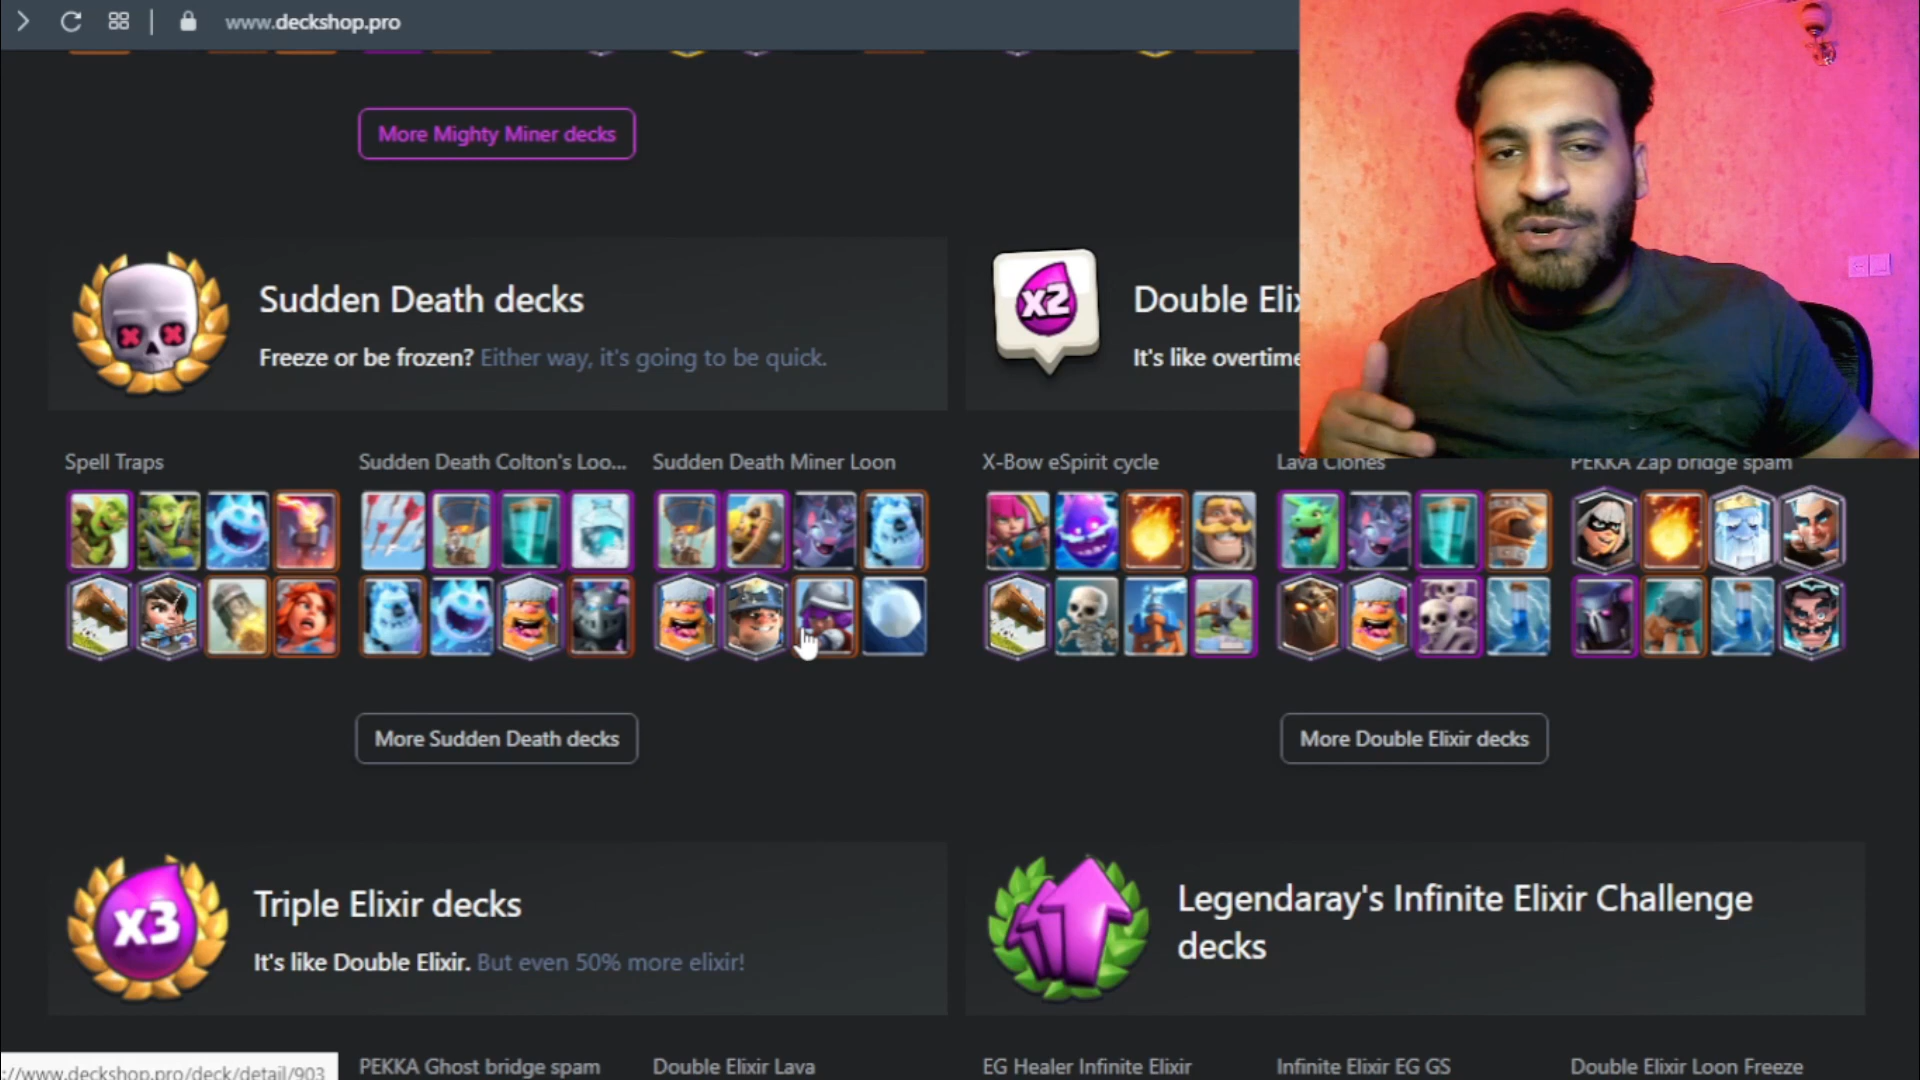 www.deckshop.pro
More Mighty Miner decks
Sudden Death decks
Freeze or be frozen? Either way, it's going to be quick.
x2
Double Elix
It's like overtime
Spell Traps
Sudden Death Colton's Loo...
Sudden Death Miner Loon
X-Bow eSpirit cycle
Lava Clones
PEKKA Zap bridge spam
More Sudden Death decks
More Double Elixir decks
x3
Triple Elixir decks
It's like Double Elixir. But even 50% more elixir!
Legendaray's Infinite Elixir Challenge
decks
PEKKA Ghost bridge spam
Double Elixir Lava
EG Healer Infinite Elixir
Infinite Elixir EG GS
Double Elixir Loon Freeze
://www.deckshop.pro/deck/detail/903